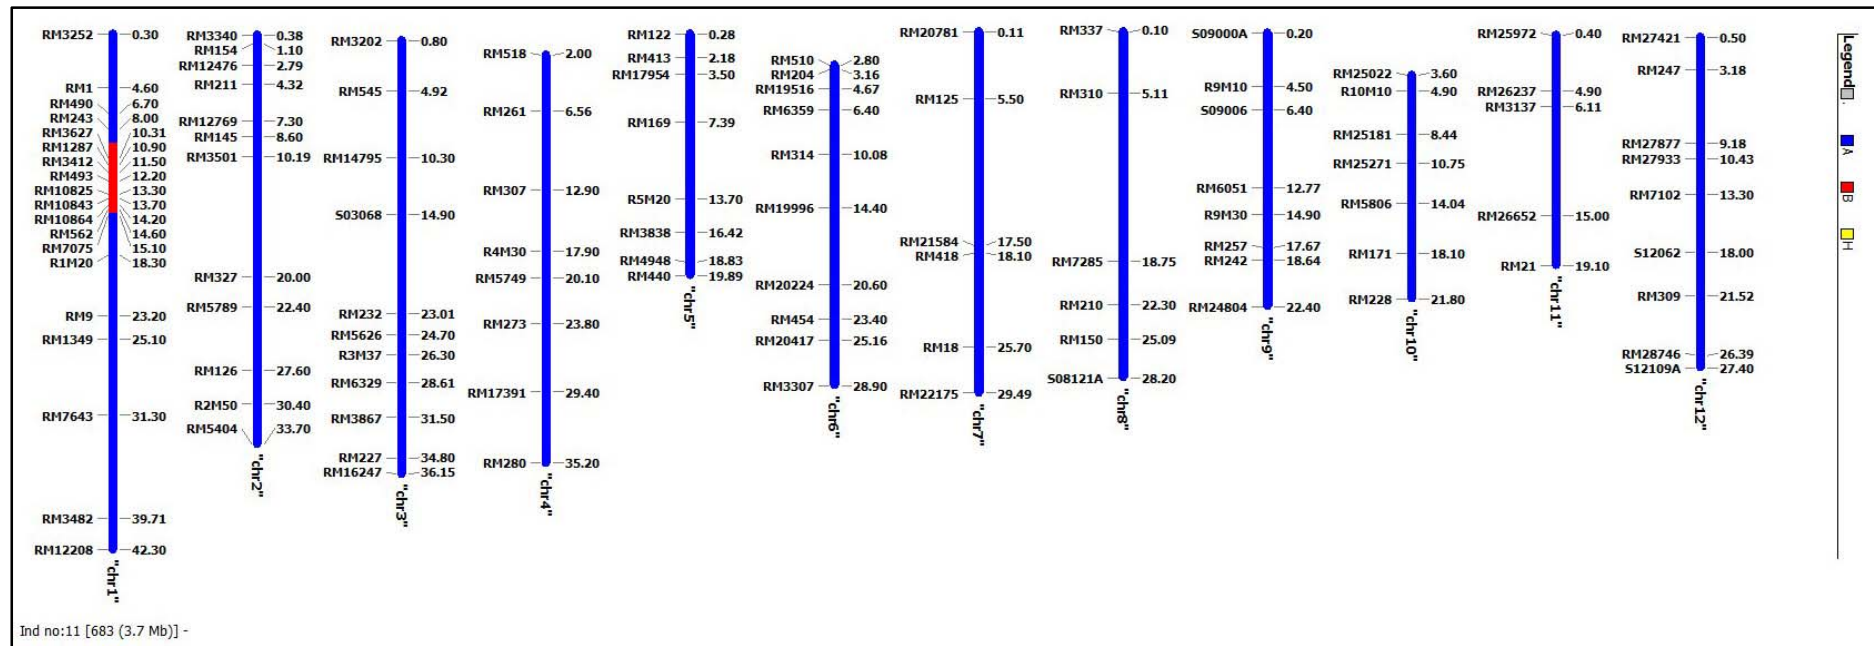 RM3252 0.30
RM1 4.60
RM490 6.70
RM243 8.00
RM3627 10.31
RM1287 10.90
RM3412 11.50
RM493 12.20
RM10825 13.30
RM10843 13.70
RM10864 14.20
RM562 14.60
RM7075 15.10
R1M20 18.30
RM9 23.20
RM1349 25.10
RM7643 31.30
RM3482 39.71
RM12208 42.30
"chr1"
RM3340 0.38
RM154 1.10
RM12476 2.79
RM211 4.32
RM12769 7.30
RM145 8.60
RM3501 10.19
RM327 20.00
RM5789 22.40
RM126 27.60
R2M50 30.40
RM5404 33.70
"chr2"
RM3202 0.80
RM545 4.92
RM14795 10.30
S03068 14.90
RM232 23.01
RM5626 24.70
R3M37 26.30
RM6329 28.61
RM3867 31.50
RM227 34.80
RM16247 36.15
"chr3"
RM518 2.00
RM261 6.56
RM307 12.90
R4M30 17.90
RM5749 20.10
RM273 23.80
RM17391 29.40
RM280 35.20
"chr4"
RM122 0.28
RM413 2.18
RM17954 3.50
RM169 7.39
R5M20 13.70
RM3838 16.42
RM4948 18.83
RM440 19.89
"chr5"
RM510 2.80
RM204 3.16
RM19516 4.67
RM6359 6.40
RM314 10.08
RM19996 14.40
RM20224 20.60
RM454 23.40
RM20417 25.16
RM3307 28.90
"chr6"
RM20781 0.11
RM125 5.50
RM21584 17.50
RM418 18.10
RM18 25.70
RM22175 29.49
"chr7"
RM337 0.10
RM310 5.11
RM7285 18.75
RM210 22.30
RM150 25.09
S08121A 28.20
"chr8"
S09000A 0.20
R9M10 4.50
S09006 6.40
RM6051 12.77
R9M30 14.90
RM257 17.67
RM242 18.64
RM24804 22.40
"chr9"
RM25022 3.60
R10M10 4.90
RM25181 8.44
RM25271 10.75
RM5806 14.04
RM171 18.10
RM228 21.80
"chr10"
RM25972 0.40
RM26237 4.90
RM3137 6.11
RM26652 15.00
RM21 19.10
"chr11"
RM27421 0.50
RM247 3.18
RM27877 9.18
RM27933 10.43
RM7102 13.30
S12062 18.00
RM309 21.52
RM28746 26.39
S12109A 27.40
"chr12"
Legend
.
A
B
H
Ind no:11 [683 (3.7 Mb)] -